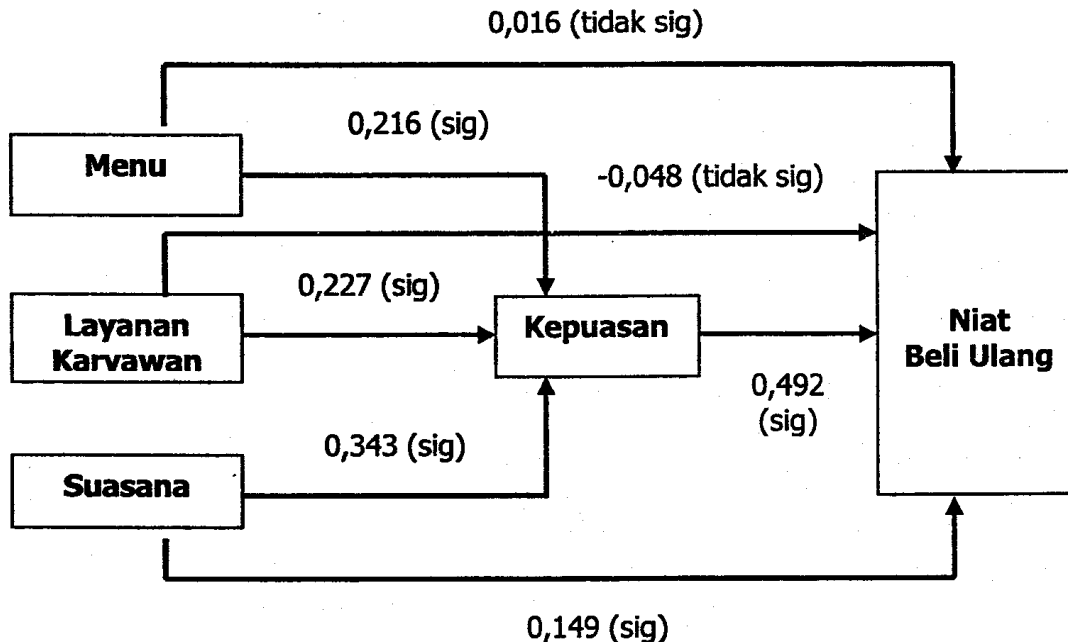 0,016 (tidak sig)
0,216 (sig)
Menu
-0,048 (tidak sig)
0,227 (sig)
Layanan
Karvawan
Kepuasan
Niat
Beli Ulang
0,492
(sig)
0,343 (sig)
Suasana
0,149 (sig)